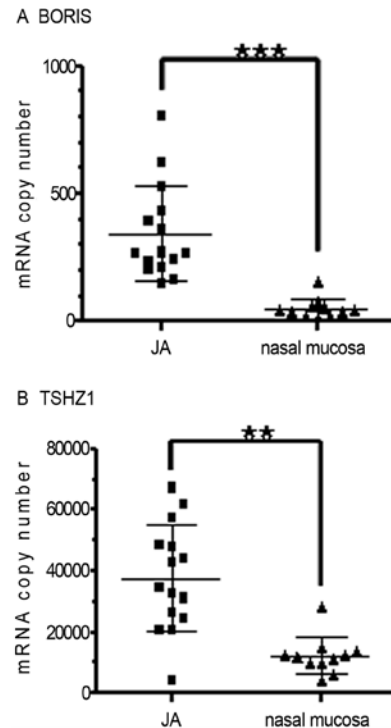 A BORIS
★★★
1000
500
0
mRNA copy number
JA
nasal mucosa
B TSHZ1
★★
80000
60000
40000
20000
0
mRNA copy number
JA
nasal mucosa